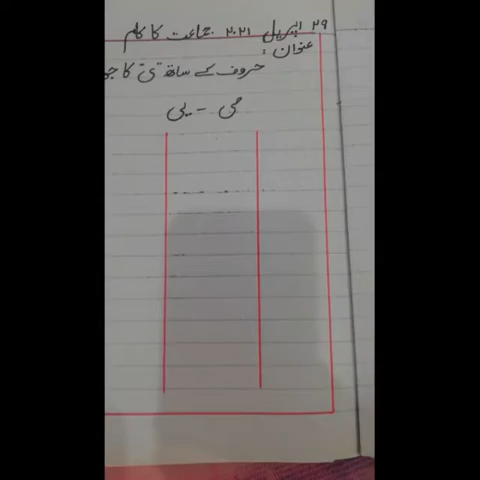 ۲۹ اپریل ۲۰۲۱ جماعت کا کام
عنوان:
حروف کے ساتھ "ی" کا
می - یی